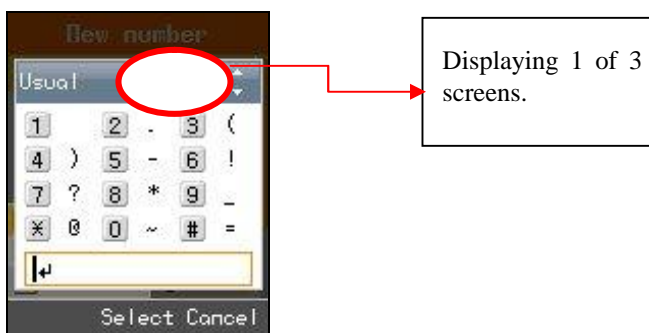 New number
Usual
1 2 . 3 (
4 ) 5 - 6 !
7 ? 8 * 9 _
* @ 0 ~ # =
↵
Select Cancel
Displaying 1 of 3
screens.